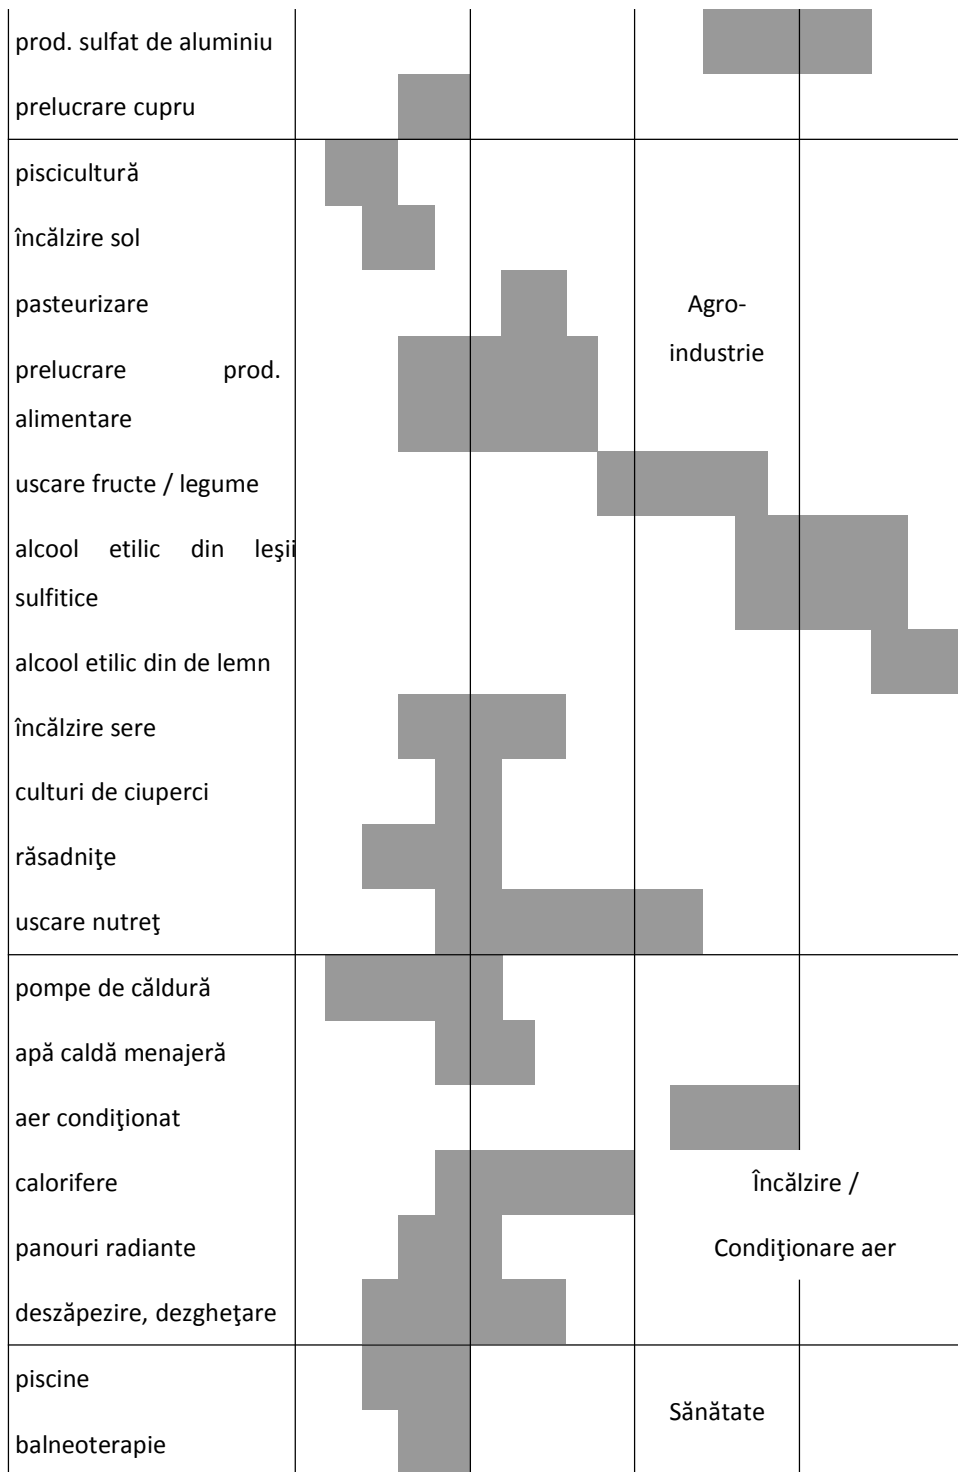 prod. sulfat de aluminiu
prelucrare cupru
piscicultură
încălzire sol
pasteurizare
Agro-
industrie
prelucrare prod.
alimentare
uscare fructe / legume
alcool etilic din leşii
sulfitice
alcool etilic din de lemn
încălzire sere
culturi de ciuperci
răsadniţe
uscare nutreţ
pompe de căldură
apă caldă menajeră
aer condiţionat
calorifere
Încălzire /
panouri radiante
Condiţionare aer
deszăpezire, dezgheţare
piscine
Sănătate
balneoterapie